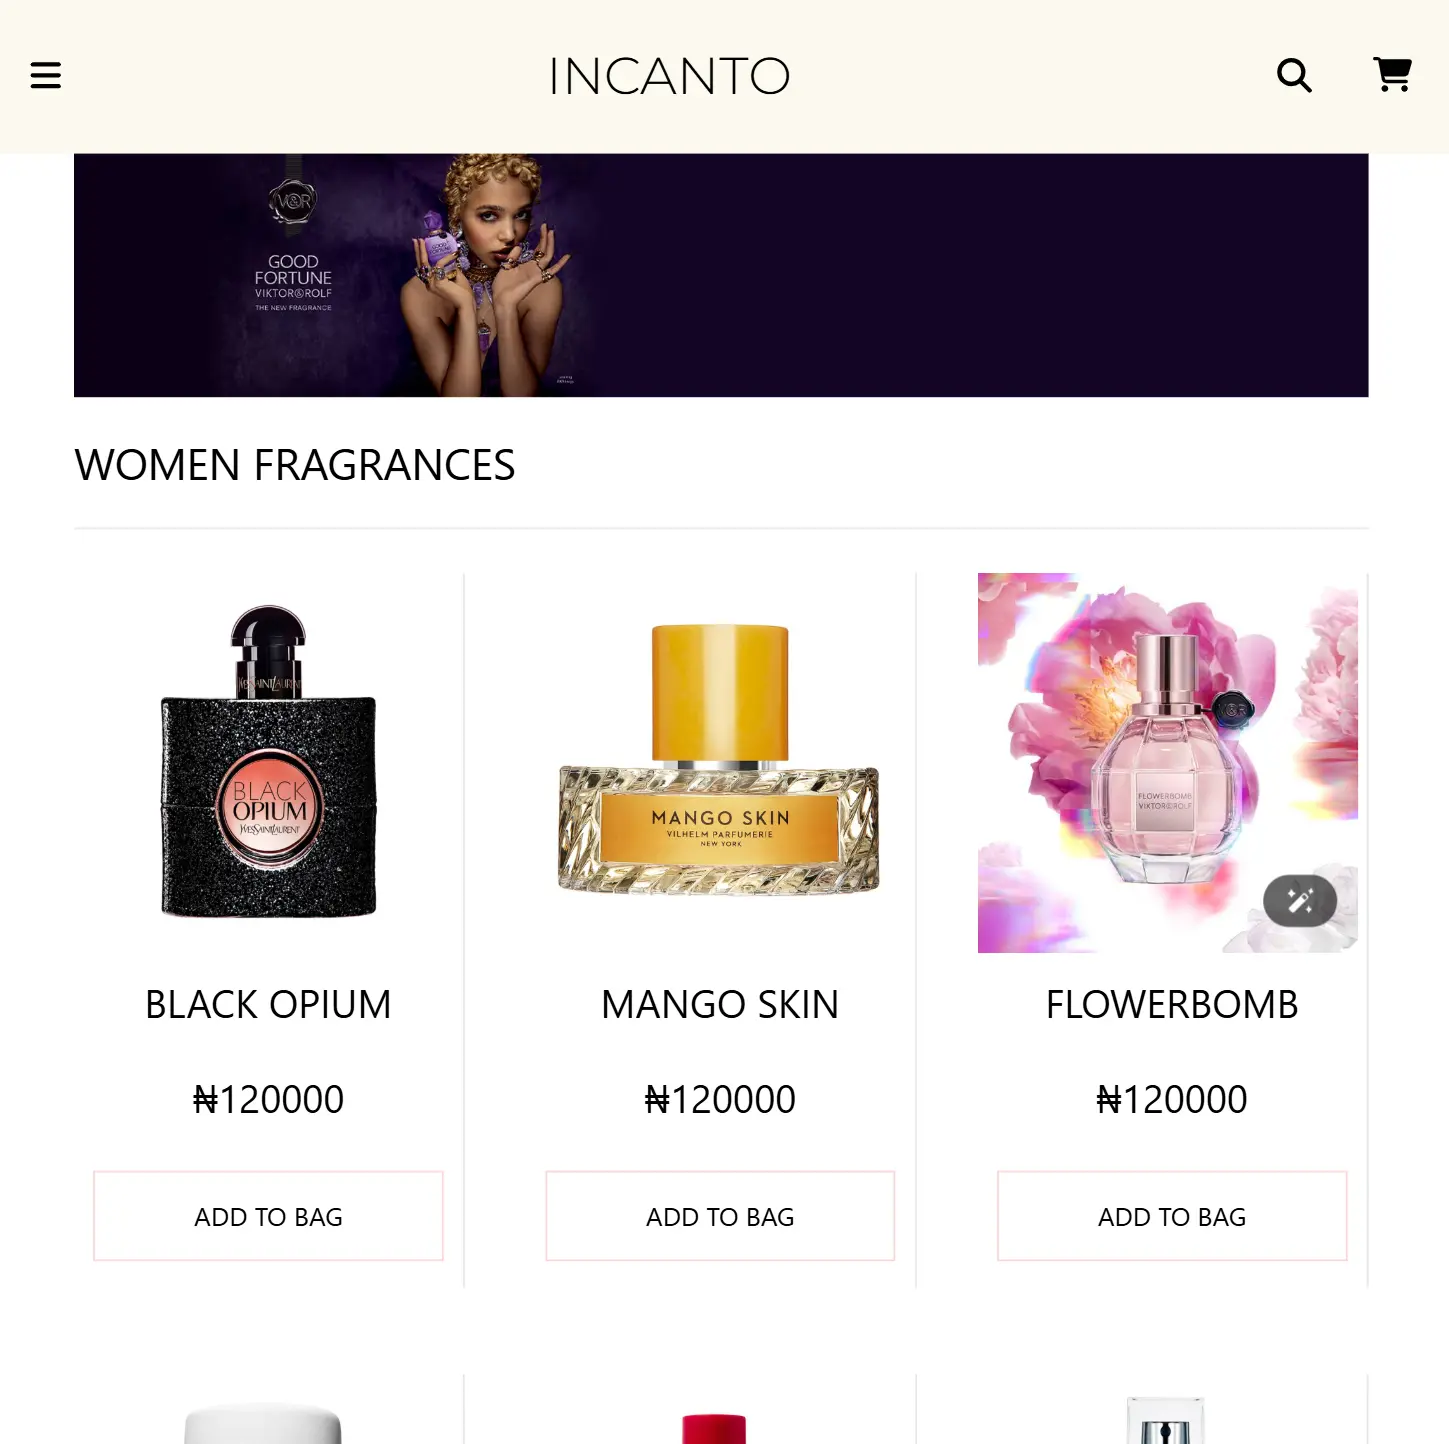 INCANTO
V&R
GOOD
FORTUNE
VIKTOR&ROLF
THE NEW FRAGRANCE
WOMEN FRAGRANCES
YVESSAINTLAURENT
BLACK
OPIUM
YVESSAINTLAURENT
MANGO SKIN
VILHELM PARFUMERIE
NEW YORK
V&R
FLOWERBOMB
VIKTOR&ROLF
BLACK OPIUM
MANGO SKIN
FLOWERBOMB
₦120000
₦120000
₦120000
ADD TO BAG
ADD TO BAG
ADD TO BAG